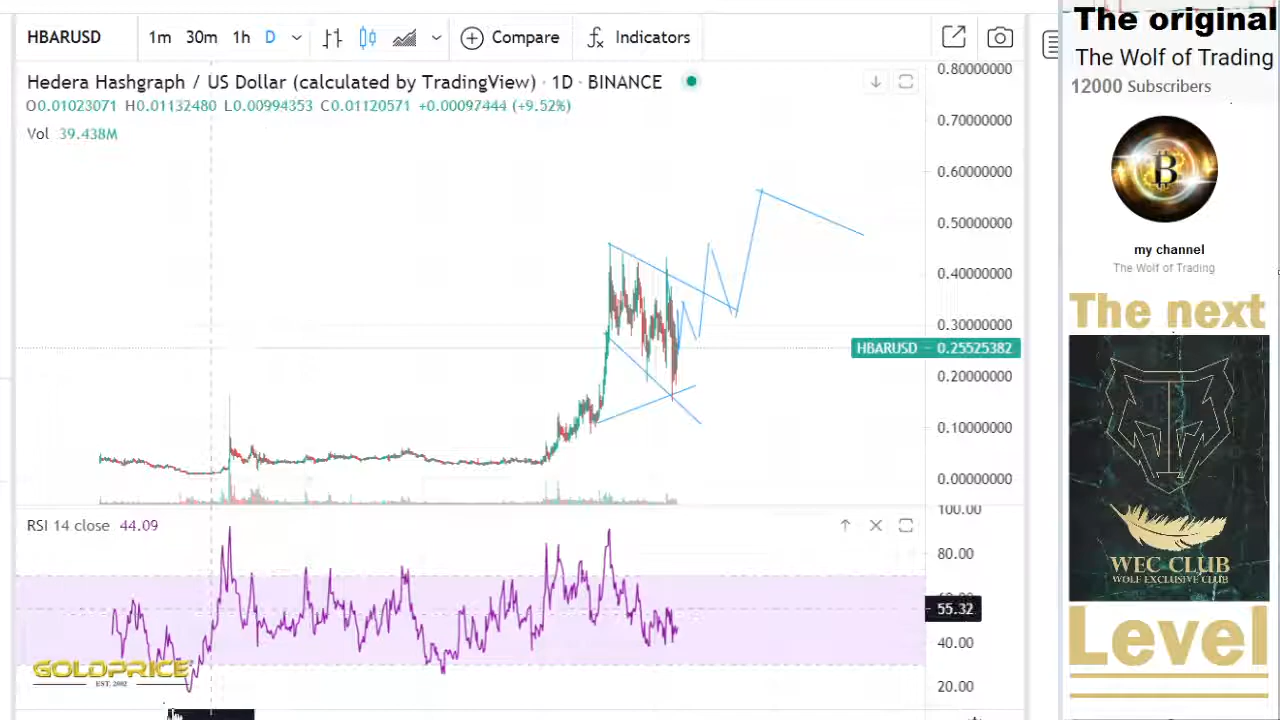 HBARUSD
1m 30m 1h D
Compare
Indicators
Hedera Hashgraph / US Dollar (calculated by TradingView) · 1D · BINANCE
O0.01023071 H0.01132480 L0.00994353 C0.01120571 +0.00097444 (+9.52%)
Vol 39.438M
0.80000000
0.70000000
0.60000000
0.50000000
0.40000000
0.30000000
HBARUSD – 0.25525382
0.20000000
0.10000000
0.00000000
RSI 14 close 44.09
100.00
80.00
55.32
40.00
20.00
GOLDPRICE
EST. 2002
The original
The Wolf of Trading
12000 Subscribers
B
my channel
The Wolf of Trading
The next
WEC CLUB
WOLF EXCLUSIVE CLUB
Level